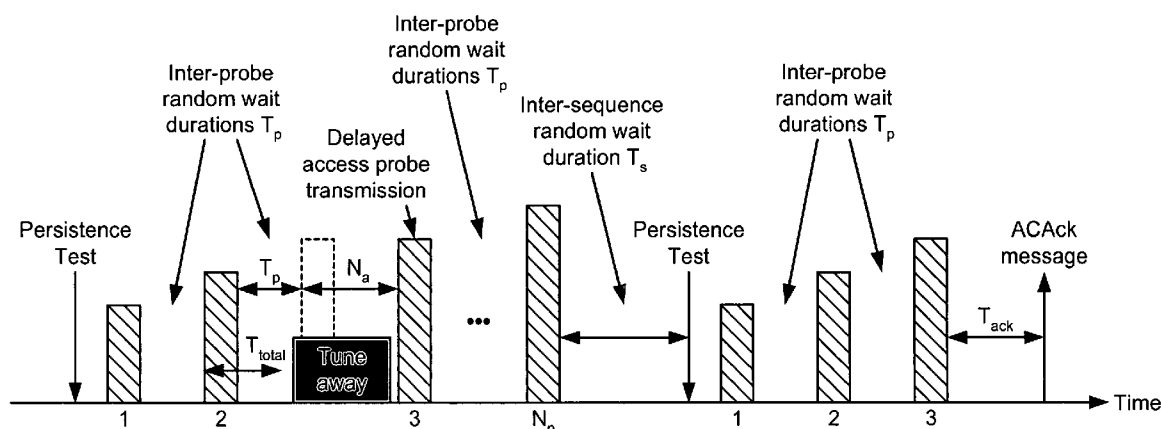 Inter-probe
random wait
durations Tp
Inter-probe
random wait
durations Tp
Delayed
access probe
transmission
Inter-sequence
random wait
duration Ts
Inter-probe
random wait
durations Tp
Persistence
Test
Persistence
Test
ACAck
message
Tp
Na
...
Ttotal
Tune
away
Tack
1
2
3
Np
1
2
3
Time